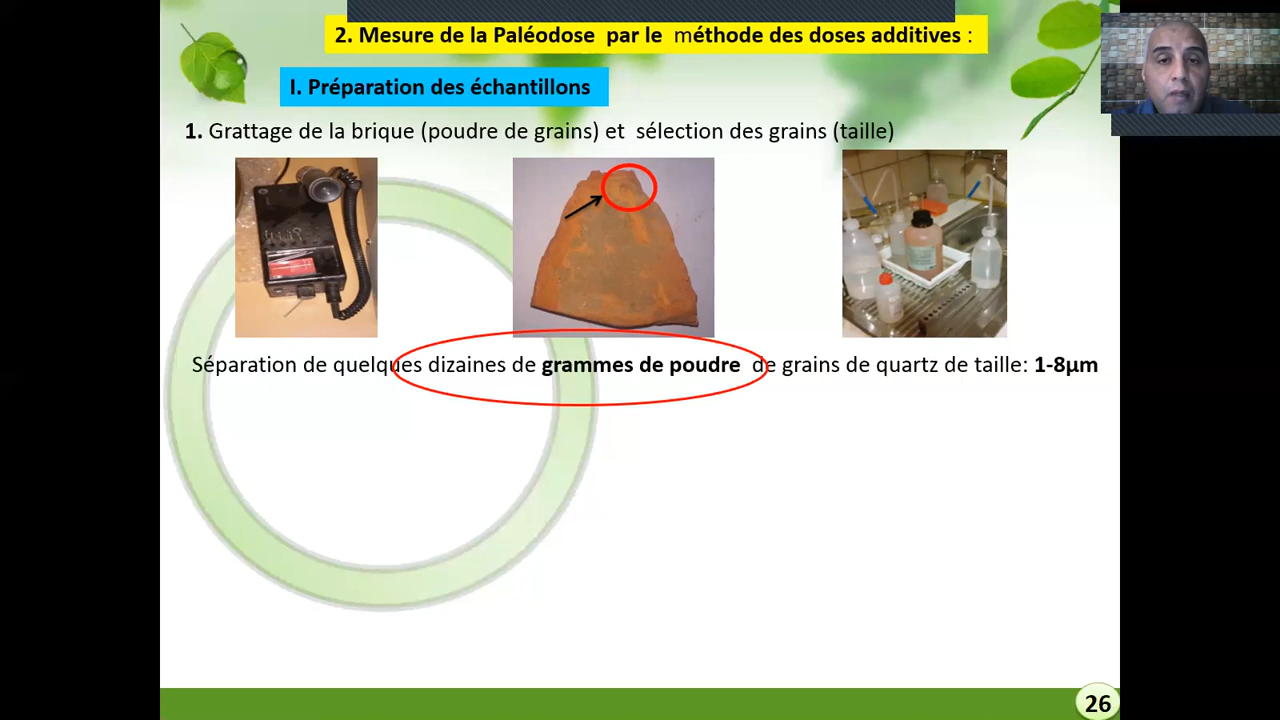 2. Mesure de la Paléodose par le méthode des doses additives :
I. Préparation des échantillons
1. Grattage de la brique (poudre de grains) et sélection des grains (taille)
Séparation de quelques dizaines de grammes de poudre de grains de quartz de taille: 1-8µm
26